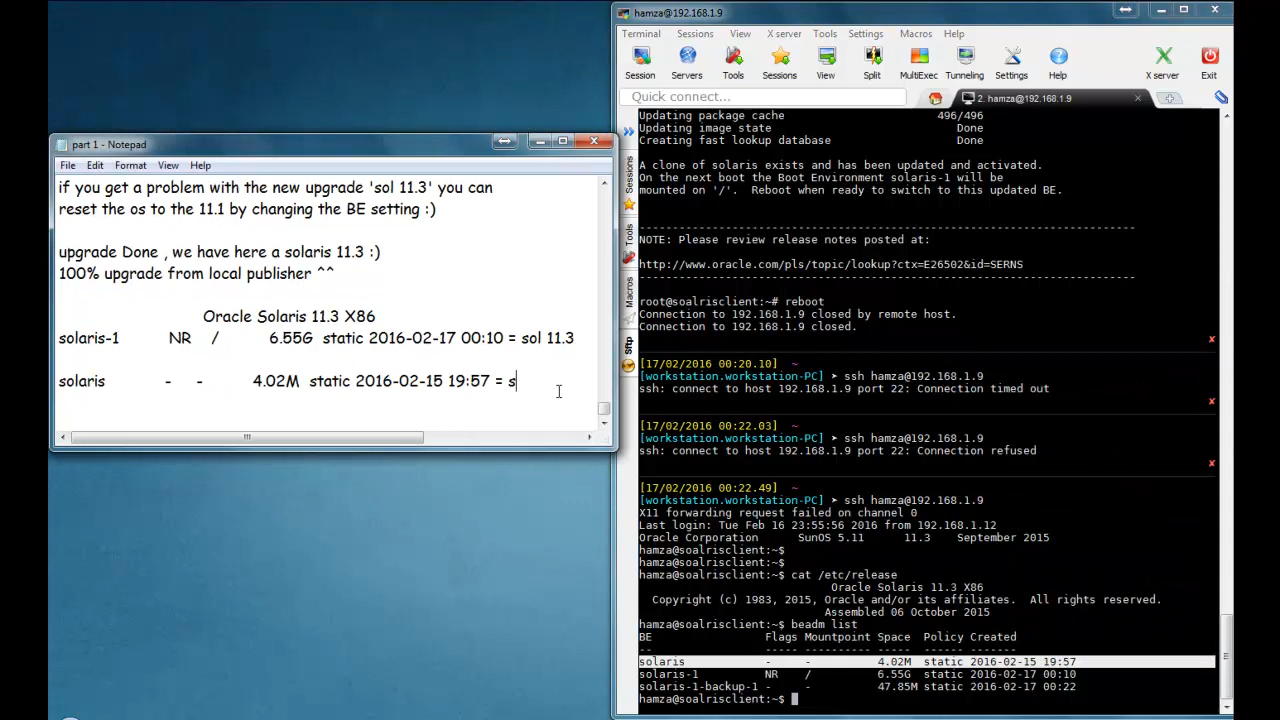 part 1 - Notepad
File Edit Format View Help
if you get a problem with the new upgrade 'sol 11.3' you can
reset the os to the 11.1 by changing the BE setting :)
upgrade Done , we have here a solaris 11.3 :)
100% upgrade from local publisher ^^
Oracle Solaris 11.3 X86
solaris-1 NR / 6.55G static 2016-02-17 00:10 = sol 11.3
solaris - - 4.02M static 2016-02-15 19:57 = s
hamza@192.168.1.9
Terminal Sessions View X server Tools Settings Macros Help
Session Servers Tools Sessions View Split MultiExec Tunneling Settings Help X server Exit
Quick connect...
2. hamza@192.168.1.9
Sessions
Tools
Macros
Sftp
Updating package cache 496/496
Updating image state Done
Creating fast lookup database Done
A clone of solaris exists and has been updated and activated.
On the next boot the Boot Environment solaris-1 will be
mounted on '/'. Reboot when ready to switch to this updated BE.
---------------------------------------------------------------------------
NOTE: Please review release notes posted at:
http://www.oracle.com/pls/topic/lookup?ctx=E26502&id=SERNS
---------------------------------------------------------------------------
root@soalrisclient:~# reboot
Connection to 192.168.1.9 closed by remote host.
Connection to 192.168.1.9 closed.
[17/02/2016 00:20.10] ~
[workstation.workstation-PC] ➤ ssh hamza@192.168.1.9
ssh: connect to host 192.168.1.9 port 22: Connection timed out
[17/02/2016 00:22.03] ~
[workstation.workstation-PC] ➤ ssh hamza@192.168.1.9
ssh: connect to host 192.168.1.9 port 22: Connection refused
[17/02/2016 00:22.49] ~
[workstation.workstation-PC] ➤ ssh hamza@192.168.1.9
X11 forwarding request failed on channel 0
Last login: Tue Feb 16 23:55:56 2016 from 192.168.1.12
Oracle Corporation SunOS 5.11 11.3 September 2015
hamza@soalrisclient:~$
hamza@soalrisclient:~$
hamza@soalrisclient:~$ cat /etc/release
Oracle Solaris 11.3 X86
Copyright (c) 1983, 2015, Oracle and/or its affiliates. All rights reserved.
Assembled 06 October 2015
hamza@soalrisclient:~$ beadm list
BE Flags Mountpoint Space Policy Created
-- ----- ---------- ----- ------ -------
solaris - - 4.02M static 2016-02-15 19:57
solaris-1 NR / 6.55G static 2016-02-17 00:10
solaris-1-backup-1 - - 47.85M static 2016-02-17 00:22
hamza@soalrisclient:~$